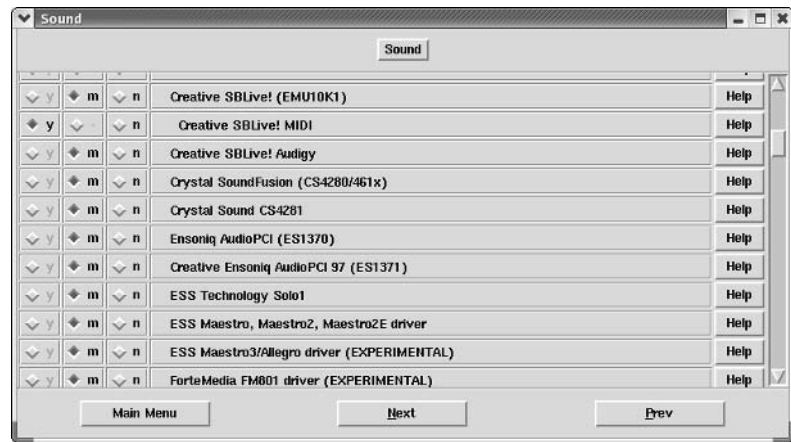 Sound
Sound
y m n Creative SBLive! (EMU10K1) Help
y - n Creative SBLive! MIDI Help
y m n Creative SBLive! Audigy Help
y m n Crystal SoundFusion (CS4280/461x) Help
y m n Crystal Sound CS4281 Help
y m n Ensoniq AudioPCI (ES1370) Help
y m n Creative Ensoniq AudioPCI 97 (ES1371) Help
y m n ESS Technology Solo1 Help
y m n ESS Maestro, Maestro2, Maestro2E driver Help
y m n ESS Maestro3/Allegro driver (EXPERIMENTAL) Help
y m n ForteMedia FM801 driver (EXPERIMENTAL) Help
Main Menu Next Prev